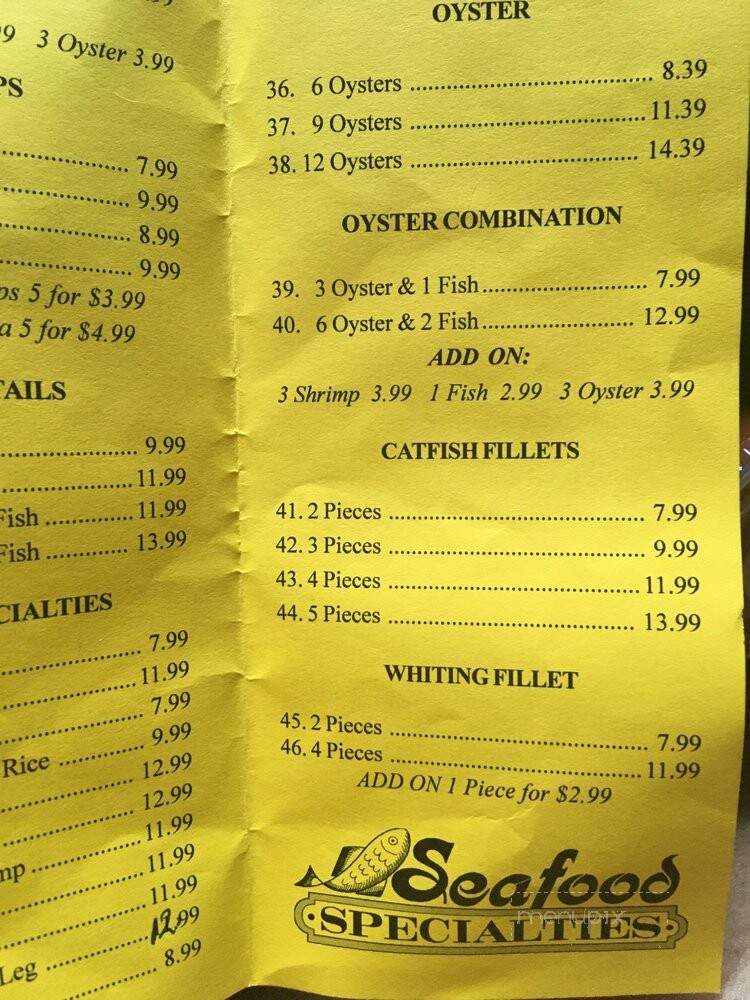 9 3 Oyster 3.99
PS
7.99
9.99
8.99
9.99
ps 5 for $3.99
a 5 for $4.99
TAILS
9.99
11.99
Fish 11.99
Fish 13.99
CIALTIES
7.99
11.99
7.99
Rice 9.99
12.99
12.99
mp 11.99
11.99
11.99
12.99
Leg 8.99
OYSTER
36. 6 Oysters 8.39
37. 9 Oysters 11.39
38. 12 Oysters 14.39
OYSTER COMBINATION
39. 3 Oyster & 1 Fish 7.99
40. 6 Oyster & 2 Fish 12.99
ADD ON:
3 Shrimp 3.99 1 Fish 2.99 3 Oyster 3.99
CATFISH FILLETS
41. 2 Pieces 7.99
42. 3 Pieces 9.99
43. 4 Pieces 11.99
44. 5 Pieces 13.99
WHITING FILLET
45. 2 Pieces 7.99
46. 4 Pieces 11.99
ADD ON 1 Piece for $2.99
Seafood
SPECIALTIES
menupix